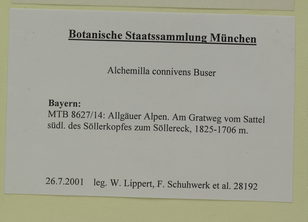 Botanische Staatssammlung München
Alchemilla connivens Buser
Bayern:
MTB 8627/14: Allgäuer Alpen. Am Gratweg vom Sattel
südl. des Söllerkopfes zum Söllereck, 1825-1706 m.
26.7.2001 leg. W. Lippert, F. Schuhwerk et al. 28192